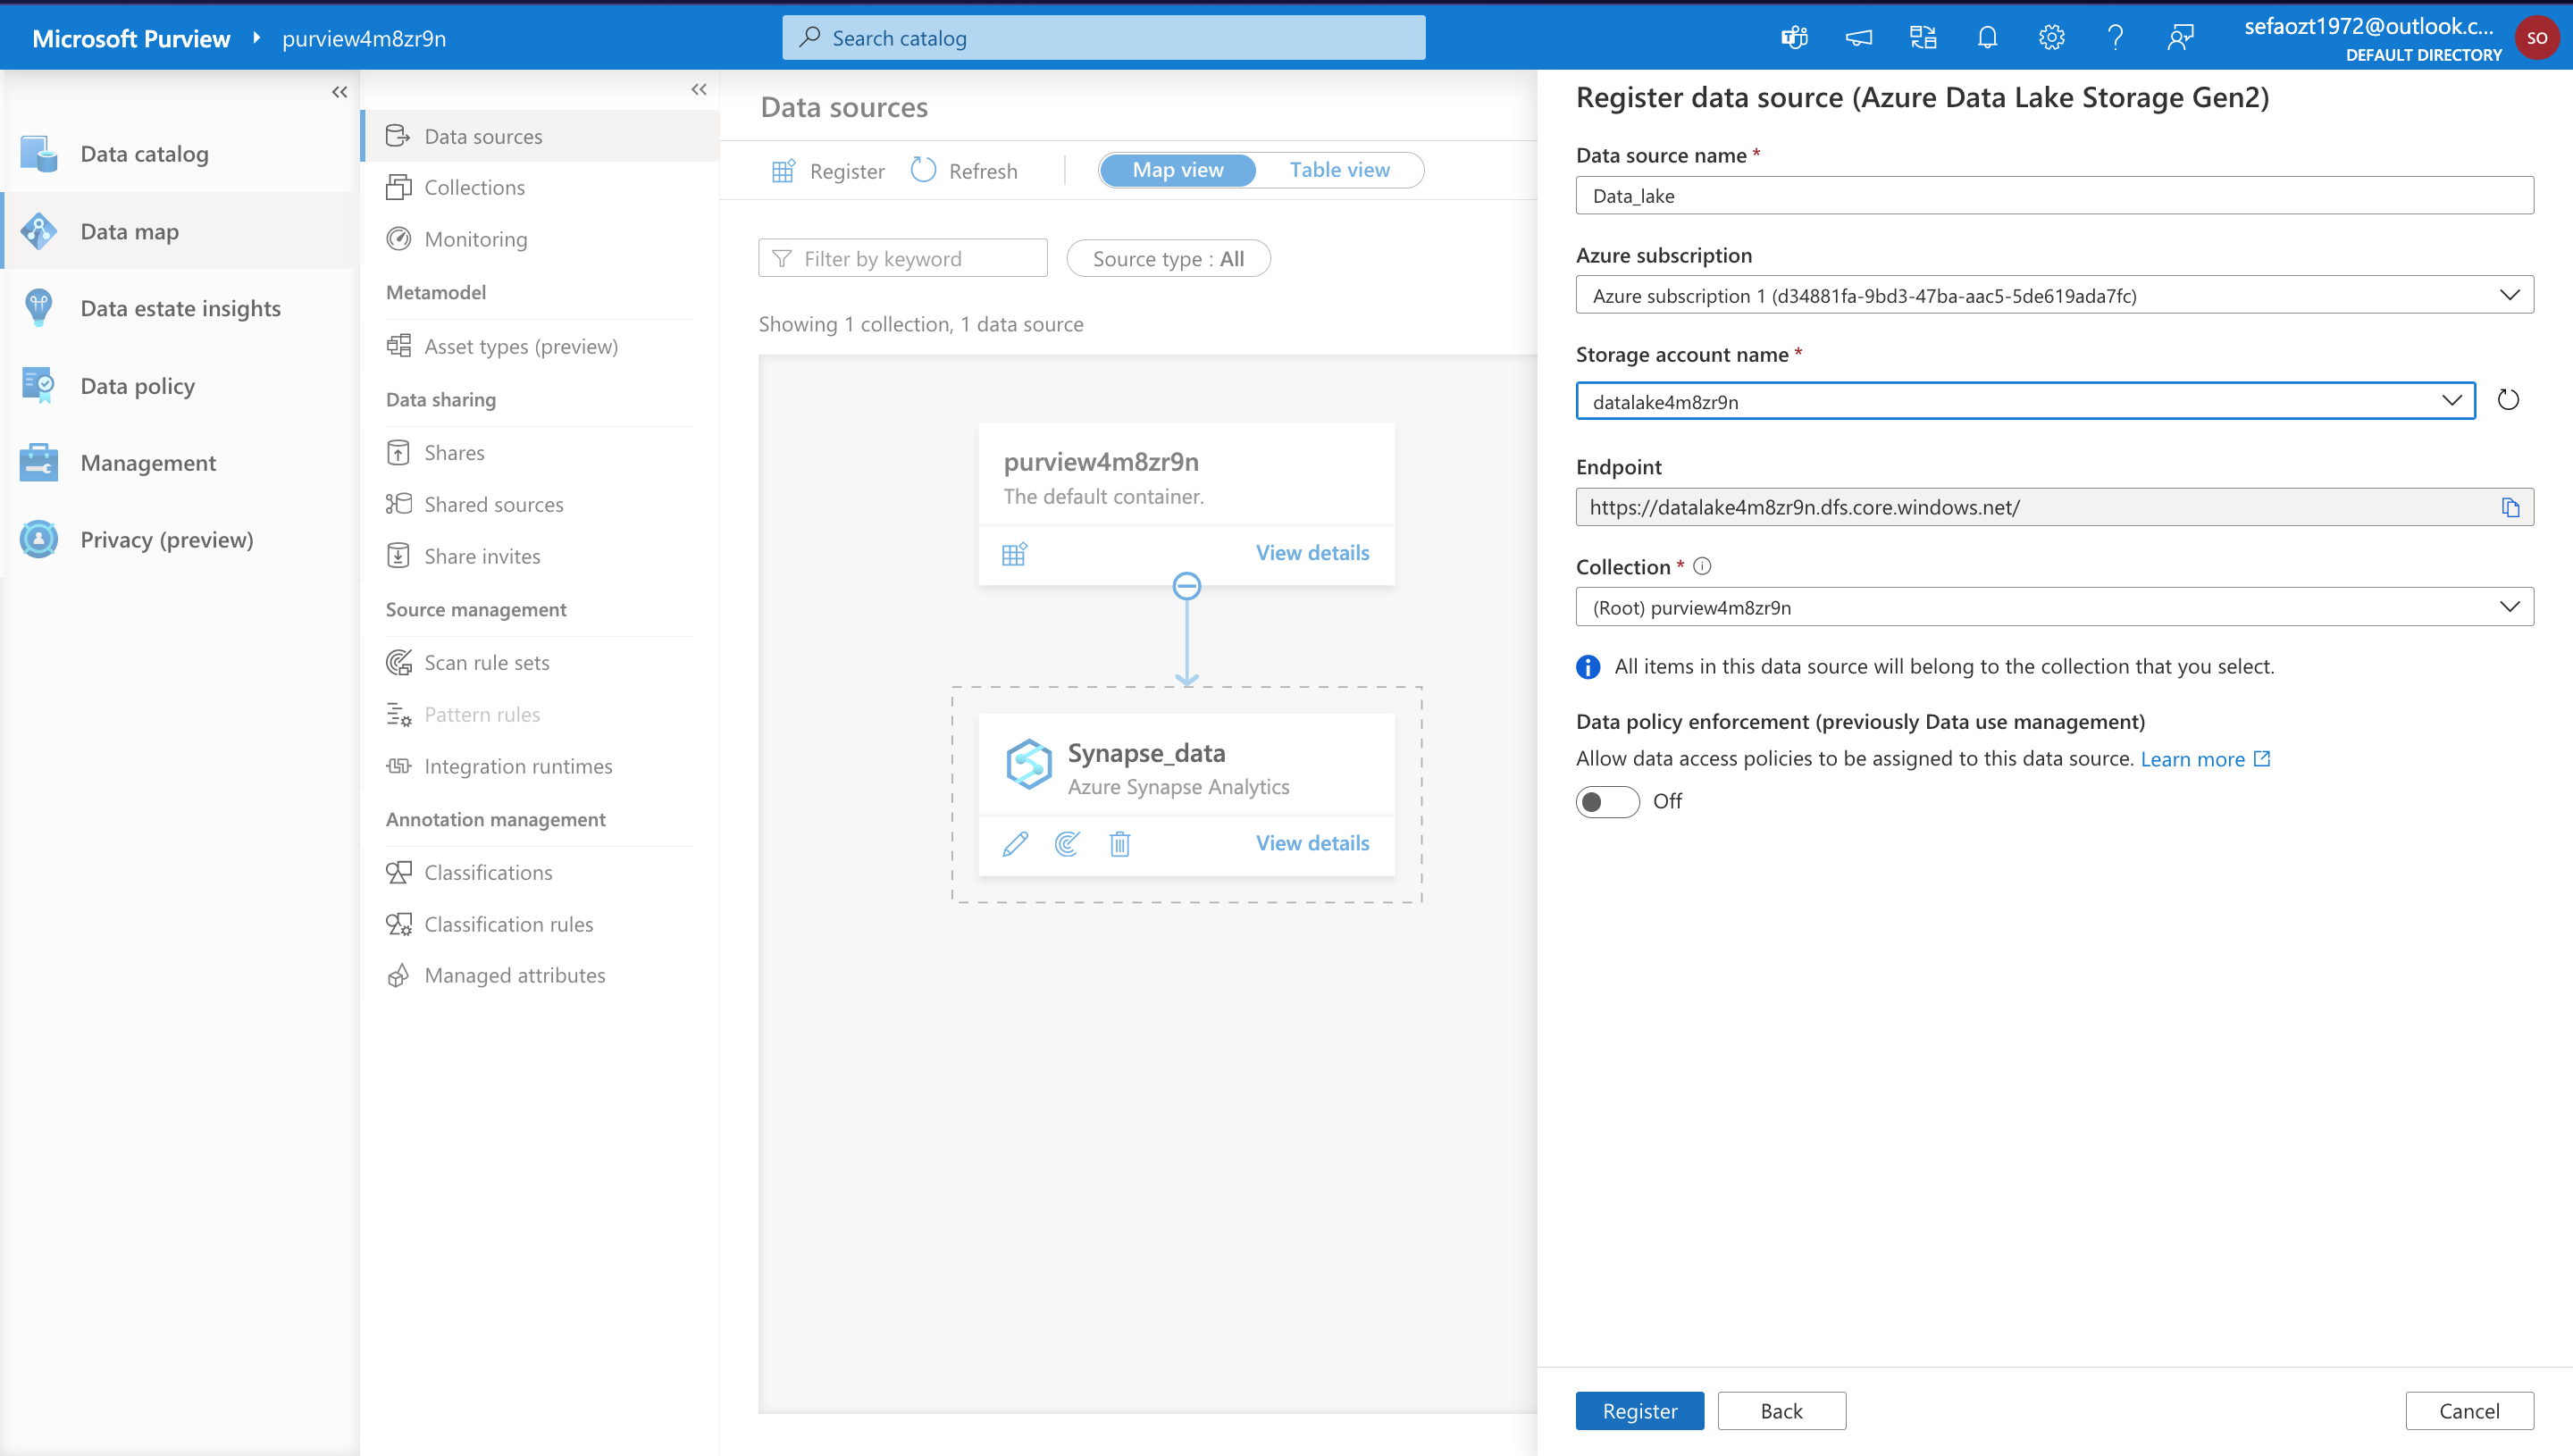 Microsoft Purview
purview4m8zr9n
Search catalog
sefaozt1972@outlook.c...
DEFAULT DIRECTORY
SO
Data catalog
Data map
Data estate insights
Data policy
Management
Privacy (preview)
Data sources
Collections
Monitoring
Metamodel
Asset types (preview)
Data sharing
Shares
Shared sources
Share invites
Source management
Scan rule sets
Pattern rules
Integration runtimes
Annotation management
Classifications
Classification rules
Managed attributes
Data sources
Register
Refresh
Map view
Table view
Filter by keyword
Source type : All
Showing 1 collection, 1 data source
purview4m8zr9n
The default container.
View details
Synapse_data
Azure Synapse Analytics
View details
Register data source (Azure Data Lake Storage Gen2)
Data source name *
Data_lake
Azure subscription
Azure subscription 1 (d34881fa-9bd3-47ba-aac5-5de619ada7fc)
Storage account name *
datalake4m8zr9n
Endpoint
https://datalake4m8zr9n.dfs.core.windows.net/
Collection *
(Root) purview4m8zr9n
All items in this data source will belong to the collection that you select.
Data policy enforcement (previously Data use management)
Allow data access policies to be assigned to this data source. Learn more
Off
Register
Back
Cancel